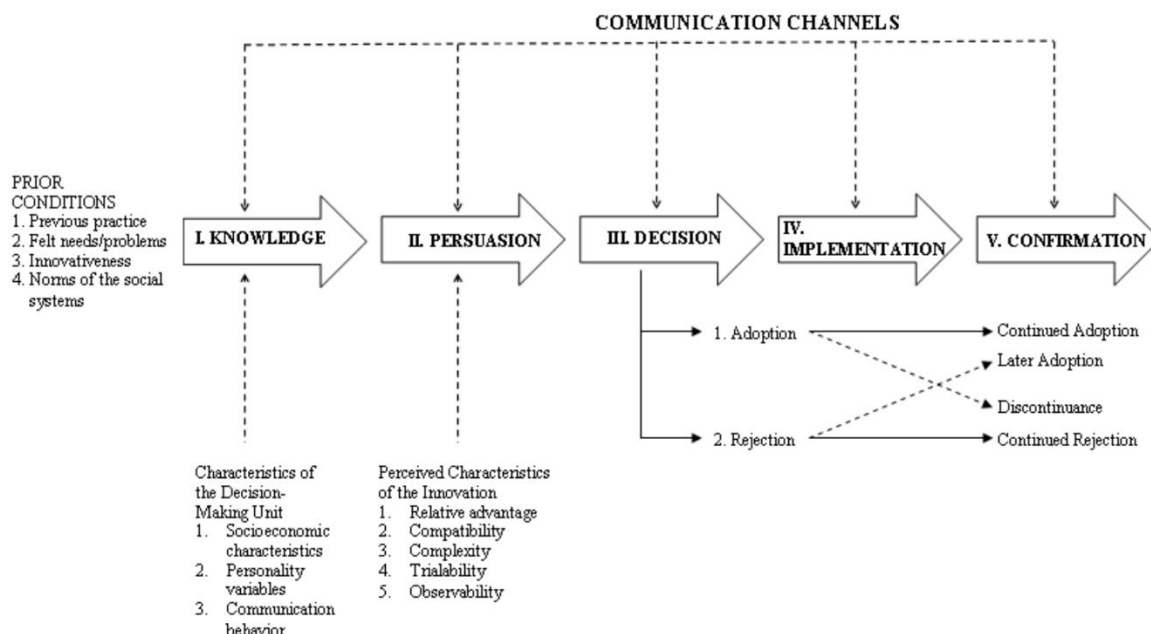 COMMUNICATION CHANNELS
PRIOR
CONDITIONS
1. Previous practice
2. Felt needs/problems
3. Innovativeness
4. Norms of the social
systems
I. KNOWLEDGE
II. PERSUASION
III. DECISION
IV.
IMPLEMENTATION
V. CONFIRMATION
1. Adoption
2. Rejection
Continued Adoption
Later Adoption
Discontinuance
Continued Rejection
Characteristics of
the Decision-
Making Unit
1. Socioeconomic
characteristics
2. Personality
variables
3. Communication
behavior
Perceived Characteristics
of the Innovation
1. Relative advantage
2. Compatibility
3. Complexity
4. Trialability
5. Observability